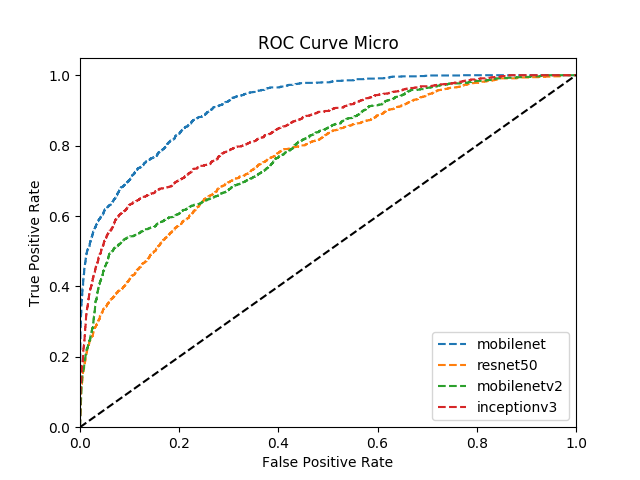 ROC Curve Micro
True Positive Rate
1.0
0.8
0.6
0.4
0.2
0.0
0.0 0.2 0.4 0.6 0.8 1.0
False Positive Rate
mobilenet
resnet50
mobilenetv2
inceptionv3